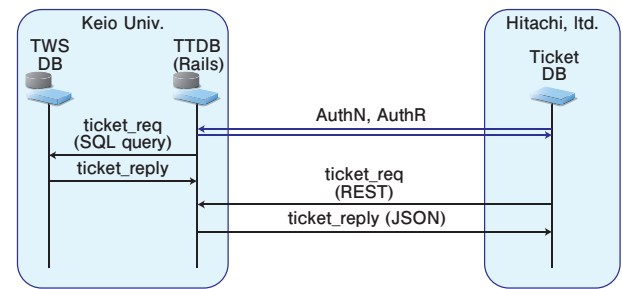 Keio Univ.
Hitachi, ltd.
TWS
DB
TTDB
(Rails)
Ticket
DB
AuthN, AuthR
ticket_req
(SQL query)
ticket_reply
ticket_req
(REST)
ticket_reply (JSON)